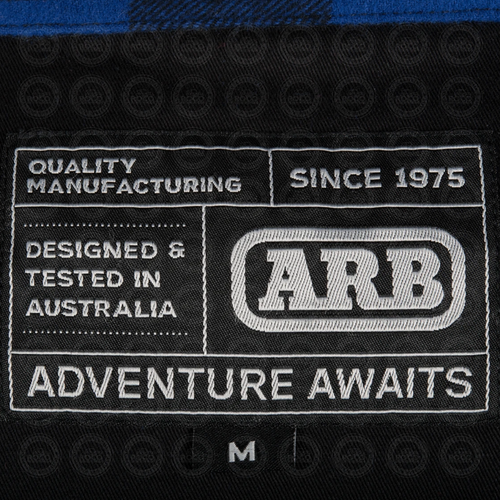 QUALITY
MANUFACTURING
SINCE 1975
DESIGNED &
TESTED IN
AUSTRALIA
ARB
ADVENTURE AWAITS
M